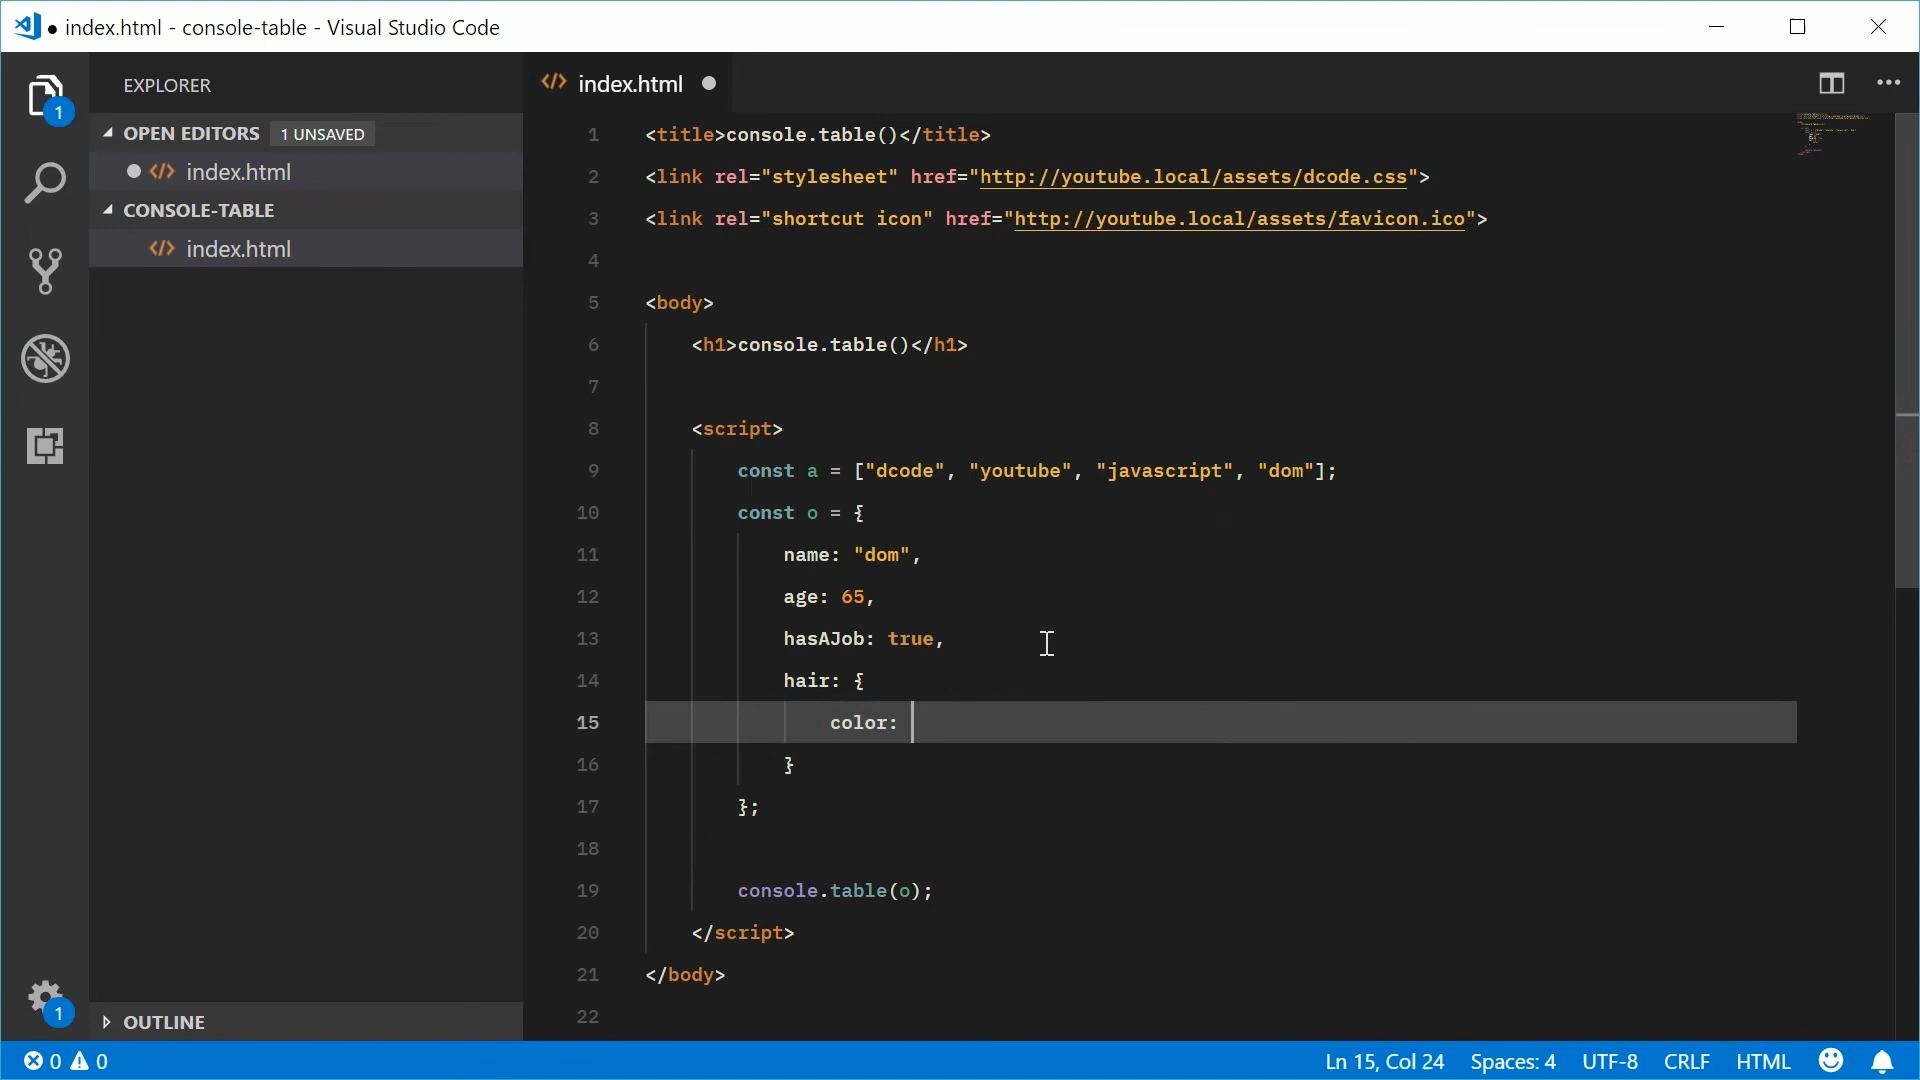 ● index.html - console-table - Visual Studio Code
EXPLORER
OPEN EDITORS 1 UNSAVED
index.html
CONSOLE-TABLE
index.html
OUTLINE
1
1
index.html
1 <title>console.table()</title>
2 <link rel="stylesheet" href="http://youtube.local/assets/dcode.css">
3 <link rel="shortcut icon" href="http://youtube.local/assets/favicon.ico">
4
5 <body>
6 <h1>console.table()</h1>
7
8 <script>
9 const a = ["dcode", "youtube", "javascript", "dom"];
10 const o = {
11 name: "dom",
12 age: 65,
13 hasAJob: true,
14 hair: {
15 color:
16 }
17 };
18
19 console.table(o);
20 </script>
21 </body>
22
0 0 Ln 15, Col 24 Spaces: 4 UTF-8 CRLF HTML